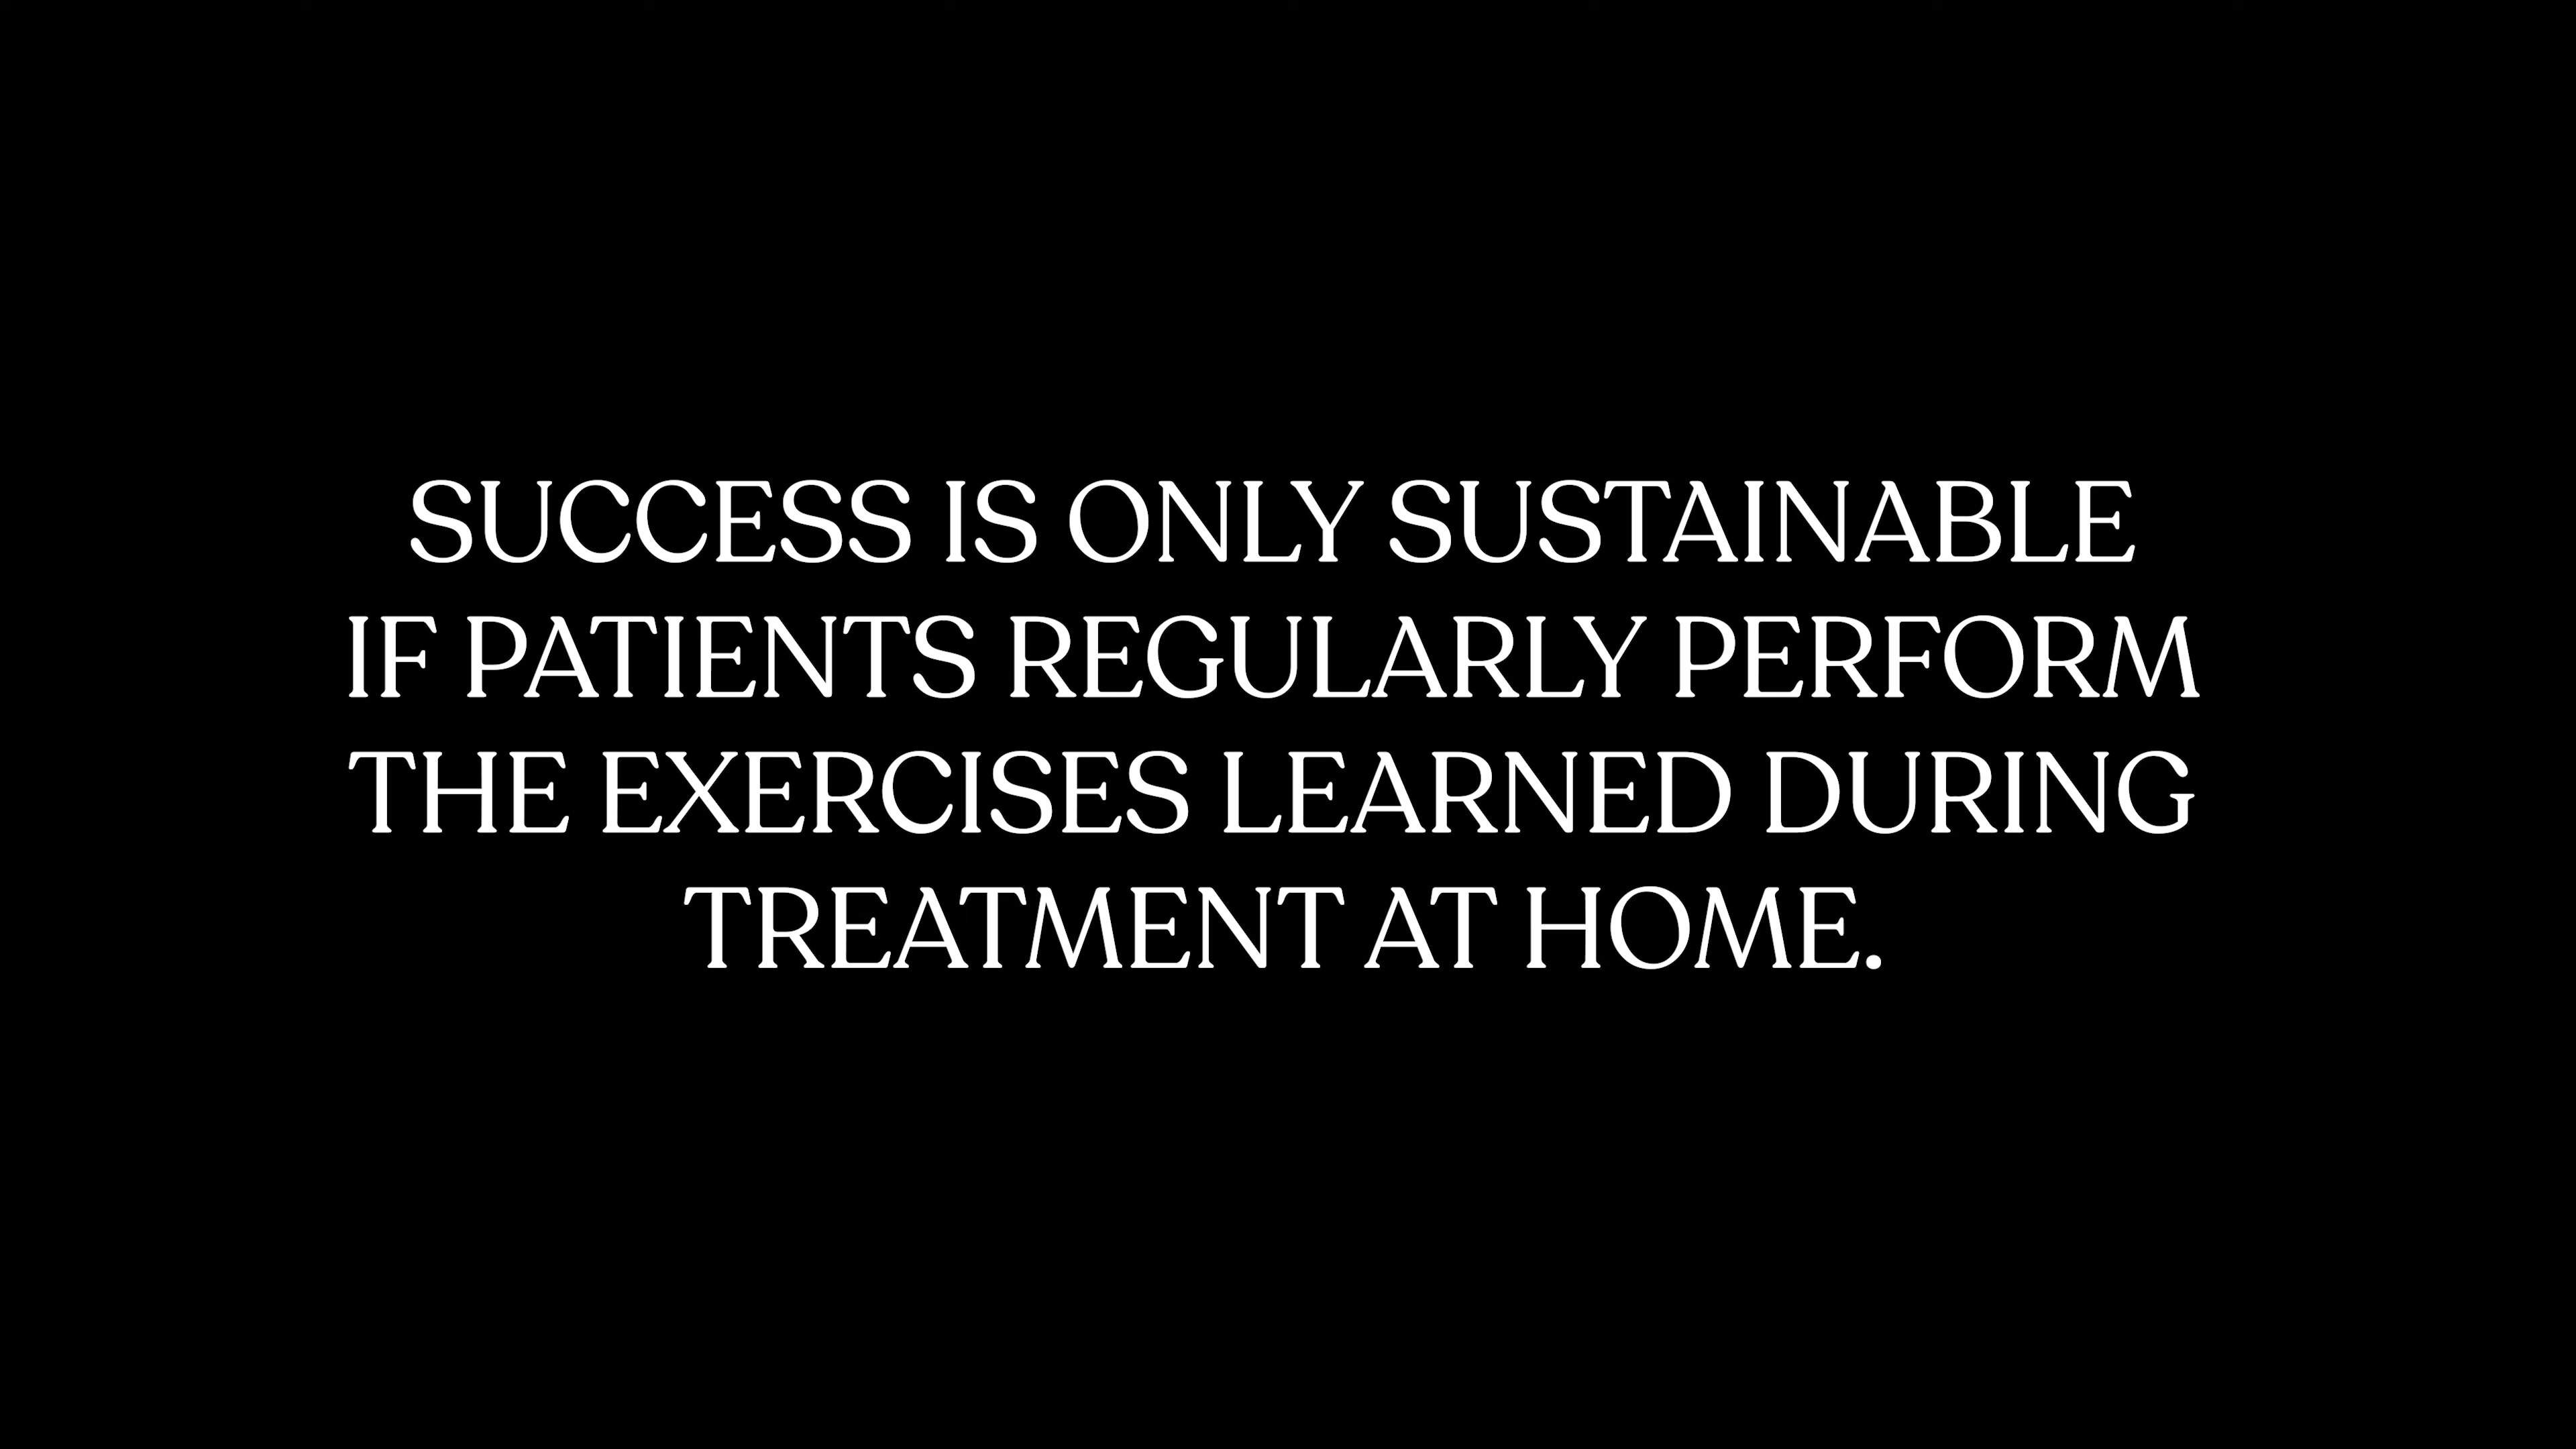 SUCCESS IS ONLY SUSTAINABLE
IF PATIENTS REGULARLY PERFORM
THE EXERCISES LEARNED DURING
TREATMENT AT HOME.